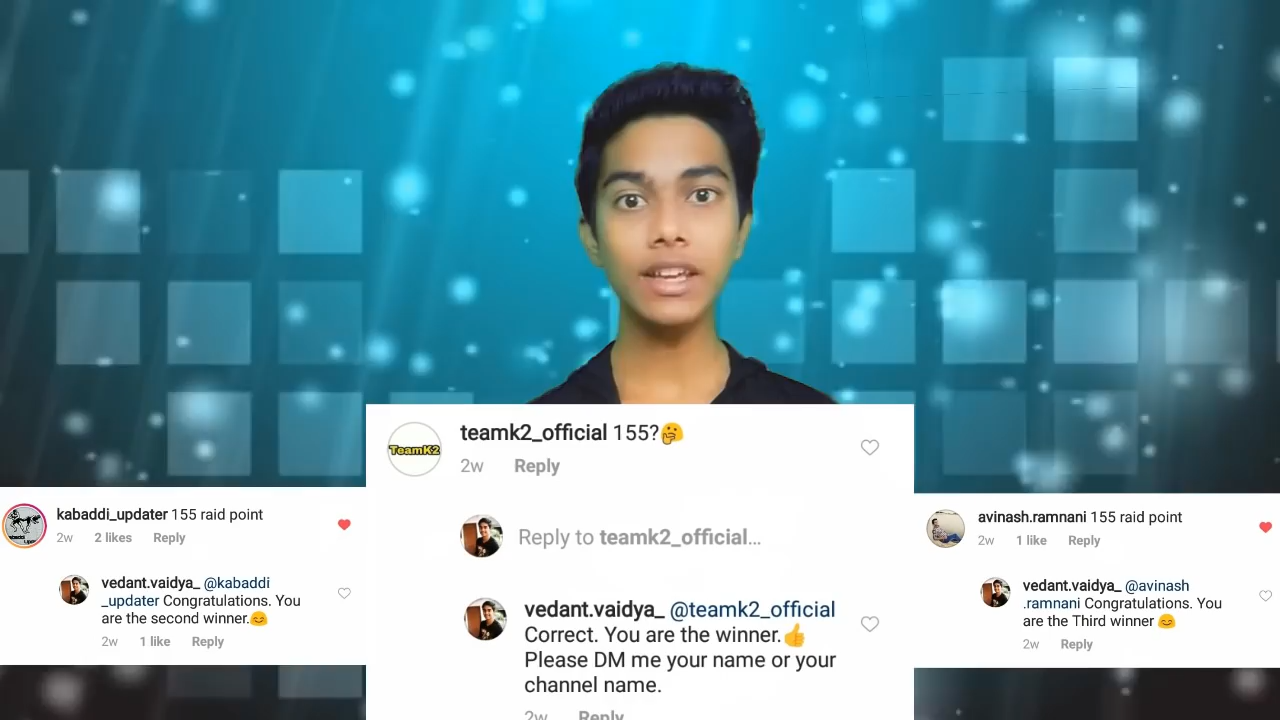 teamk2_official 155?🤔
TeamK2
2w Reply
Reply to teamk2_official...
vedant.vaidya_ @teamk2_official
Correct. You are the winner.👍
Please DM me your name or your
channel name.
2w Reply
kabaddi_updater 155 raid point
2w 2 likes Reply
vedant.vaidya_ @kabaddi
_updater Congratulations. You
are the second winner.😊
2w 1 like Reply
avinash.ramnani 155 raid point
2w 1 like Reply
vedant.vaidya_ @avinash
.ramnani Congratulations. You
are the Third winner 😊
2w Reply